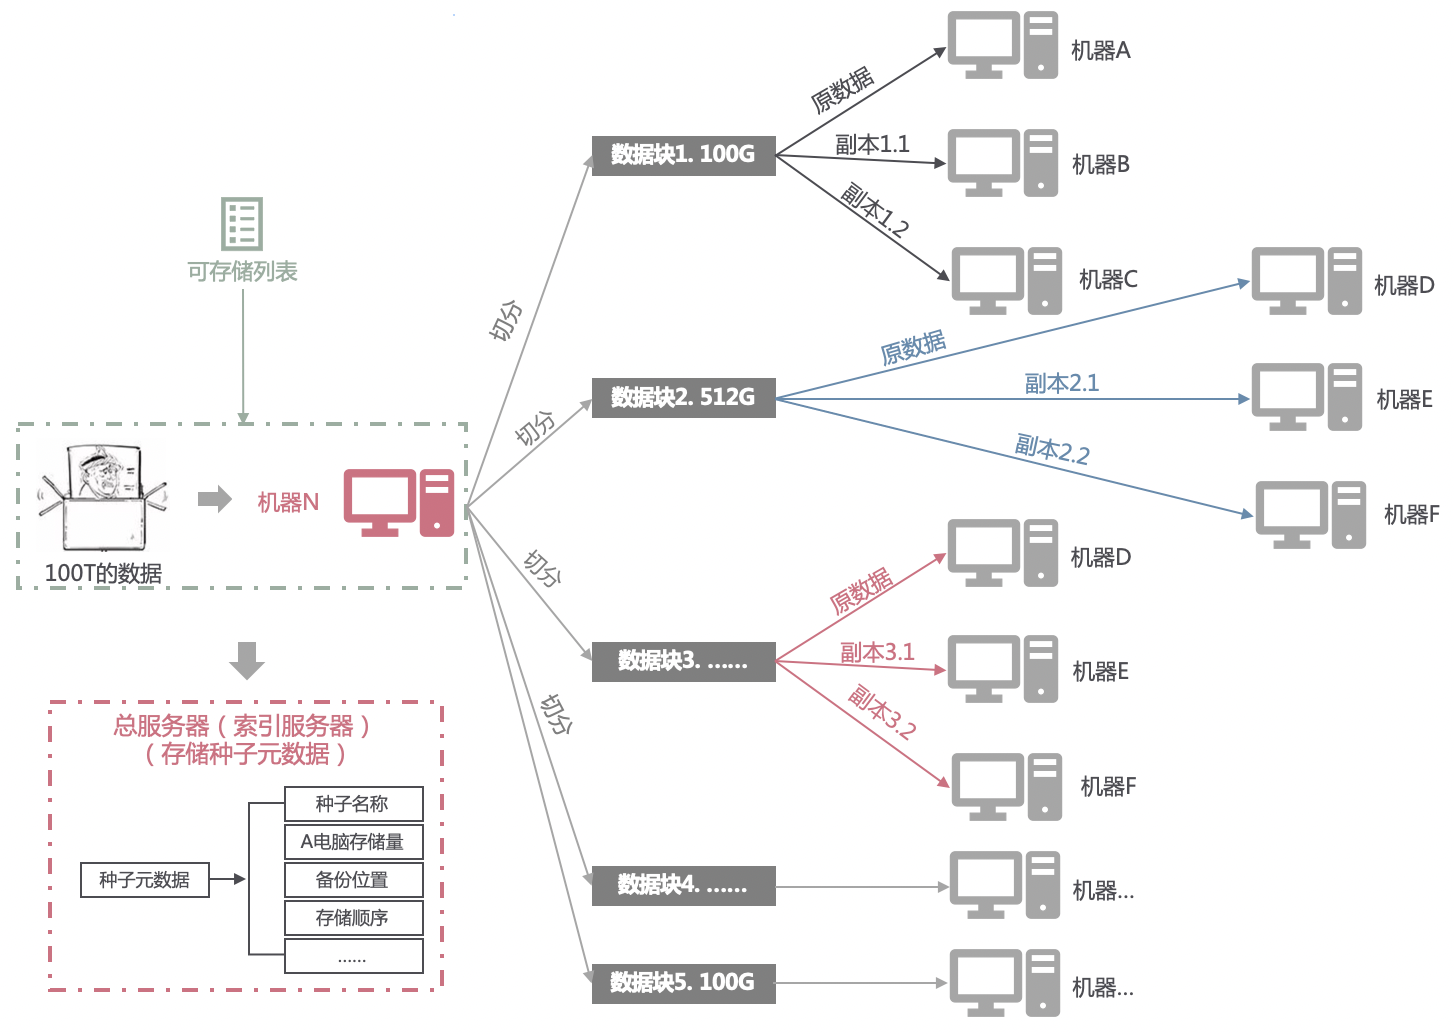 可存储列表
100T的数据
机器N
总服务器（索引服务器）
（存储种子元数据）
种子元数据
种子名称
A电脑存储量
备份位置
存储顺序
......
切分
切分
切分
切分
数据块1. 100G
原数据
副本1.1
副本1.2
机器A
机器B
机器C
数据块2. 512G
原数据
副本2.1
副本2.2
机器D
机器E
机器F
数据块3. ......
原数据
副本3.1
副本3.2
机器D
机器E
机器F
数据块4. ......
机器...
数据块5. 100G
机器...